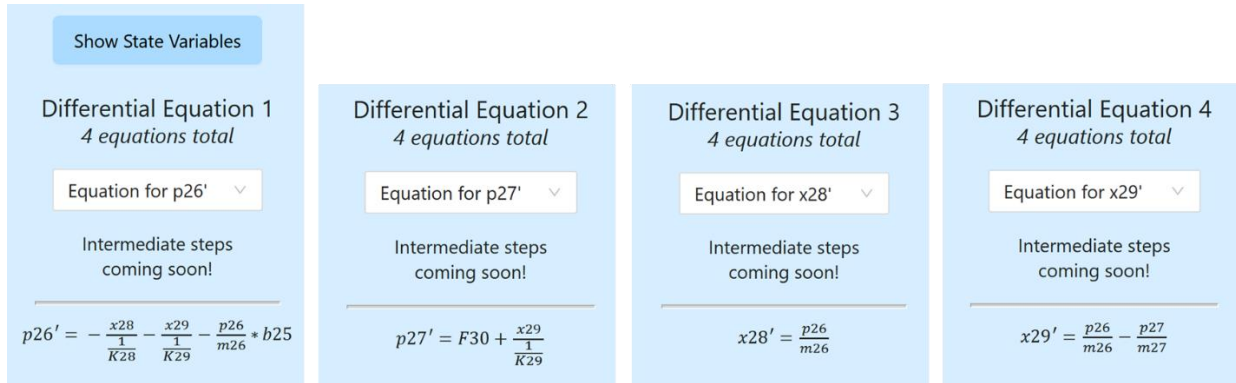 Show State Variables
Differential Equation 1
4 equations total
Equation for p26'
Intermediate steps
coming soon!
p26' = − x28/(1/K28) − x29/(1/K29) − p26/m26 * b25
Differential Equation 2
4 equations total
Equation for p27'
Intermediate steps
coming soon!
p27' = F30 + x29/(1/K29)
Differential Equation 3
4 equations total
Equation for x28'
Intermediate steps
coming soon!
x28' = p26/m26
Differential Equation 4
4 equations total
Equation for x29'
Intermediate steps
coming soon!
x29' = p26/m26 − p27/m27